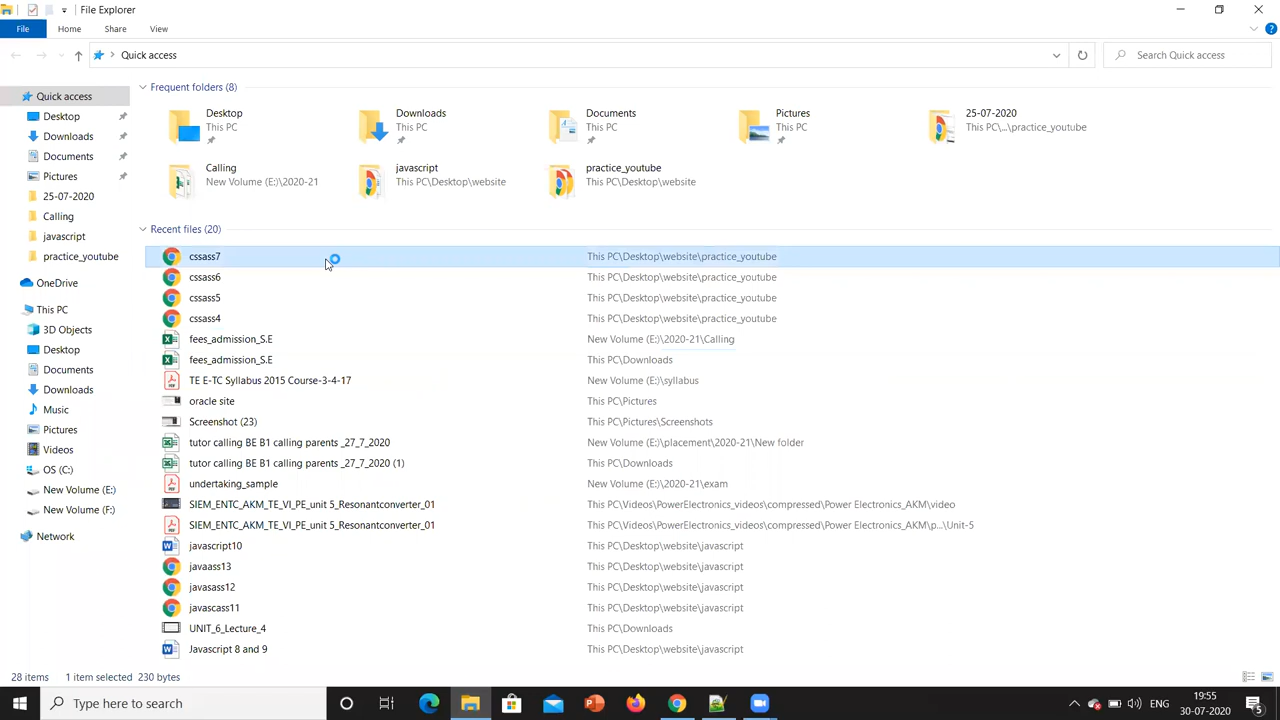 File Explorer
File
Home
Share
View
Quick access
Search Quick access
Quick access
Desktop
Downloads
Documents
Pictures
25-07-2020
Calling
javascript
practice_youtube
OneDrive
This PC
3D Objects
Desktop
Documents
Downloads
Music
Pictures
Videos
OS (C:)
New Volume (E:)
New Volume (F:)
Network
Frequent folders (8)
Desktop
This PC
Downloads
This PC
Documents
This PC
Pictures
This PC
25-07-2020
This PC\...\practice_youtube
Calling
New Volume (E:)\2020-21
javascript
This PC\Desktop\website
practice_youtube
This PC\Desktop\website
Recent files (20)
cssass7 This PC\Desktop\website\practice_youtube
cssass6 This PC\Desktop\website\practice_youtube
cssass5 This PC\Desktop\website\practice_youtube
cssass4 This PC\Desktop\website\practice_youtube
fees_admission_S.E New Volume (E:)\2020-21\Calling
fees_admission_S.E This PC\Downloads
TE E-TC Syllabus 2015 Course-3-4-17 New Volume (E:)\syllabus
oracle site This PC\Pictures
Screenshot (23) This PC\Pictures\Screenshots
tutor calling BE B1 calling parents _27_7_2020 New Volume (E:)\placement\2020-21\New folder
tutor calling BE B1 calling parents _27_7_2020 (1) This PC\Downloads
undertaking_sample New Volume (E:)\2020-21\exam
SIEM_ENTC_AKM_TE_VI_PE_unit 5_Resonantconverter_01 This PC\Videos\PowerElectronics_videos\compressed\Power Electronics_AKM\video
SIEM_ENTC_AKM_TE_VI_PE_unit 5_Resonantconverter_01 This PC\Videos\PowerElectronics_videos\compressed\Power Electronics_AKM\p...\Unit-5
javascript10 This PC\Desktop\website\javascript
javaass13 This PC\Desktop\website\javascript
javasass12 This PC\Desktop\website\javascript
javascass11 This PC\Desktop\website\javascript
UNIT_6_Lecture_4 This PC\Downloads
Javascript 8 and 9 This PC\Desktop\website\javascript
28 items 1 item selected 230 bytes
Type here to search
ENG
19:55
30-07-2020
5